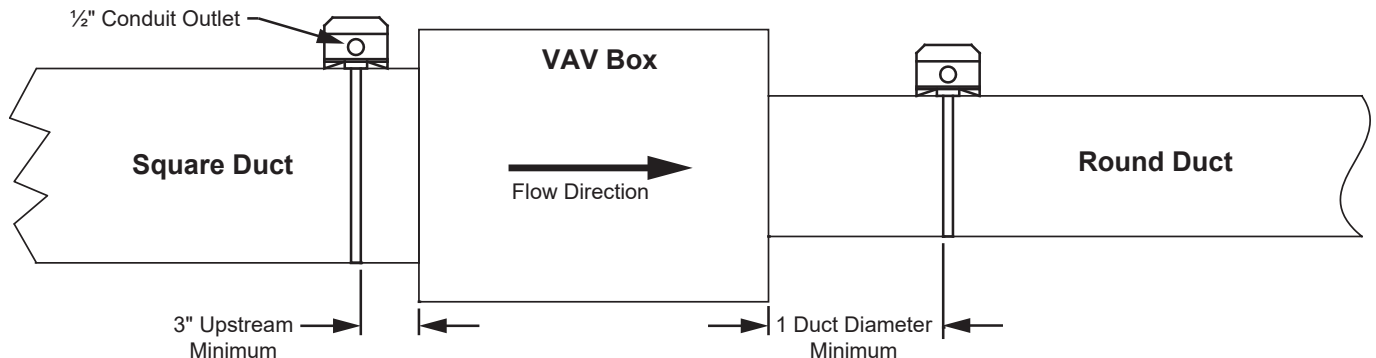 ½" Conduit Outlet
VAV Box
Square Duct
Flow Direction
Round Duct
3" Upstream
Minimum
1 Duct Diameter
Minimum